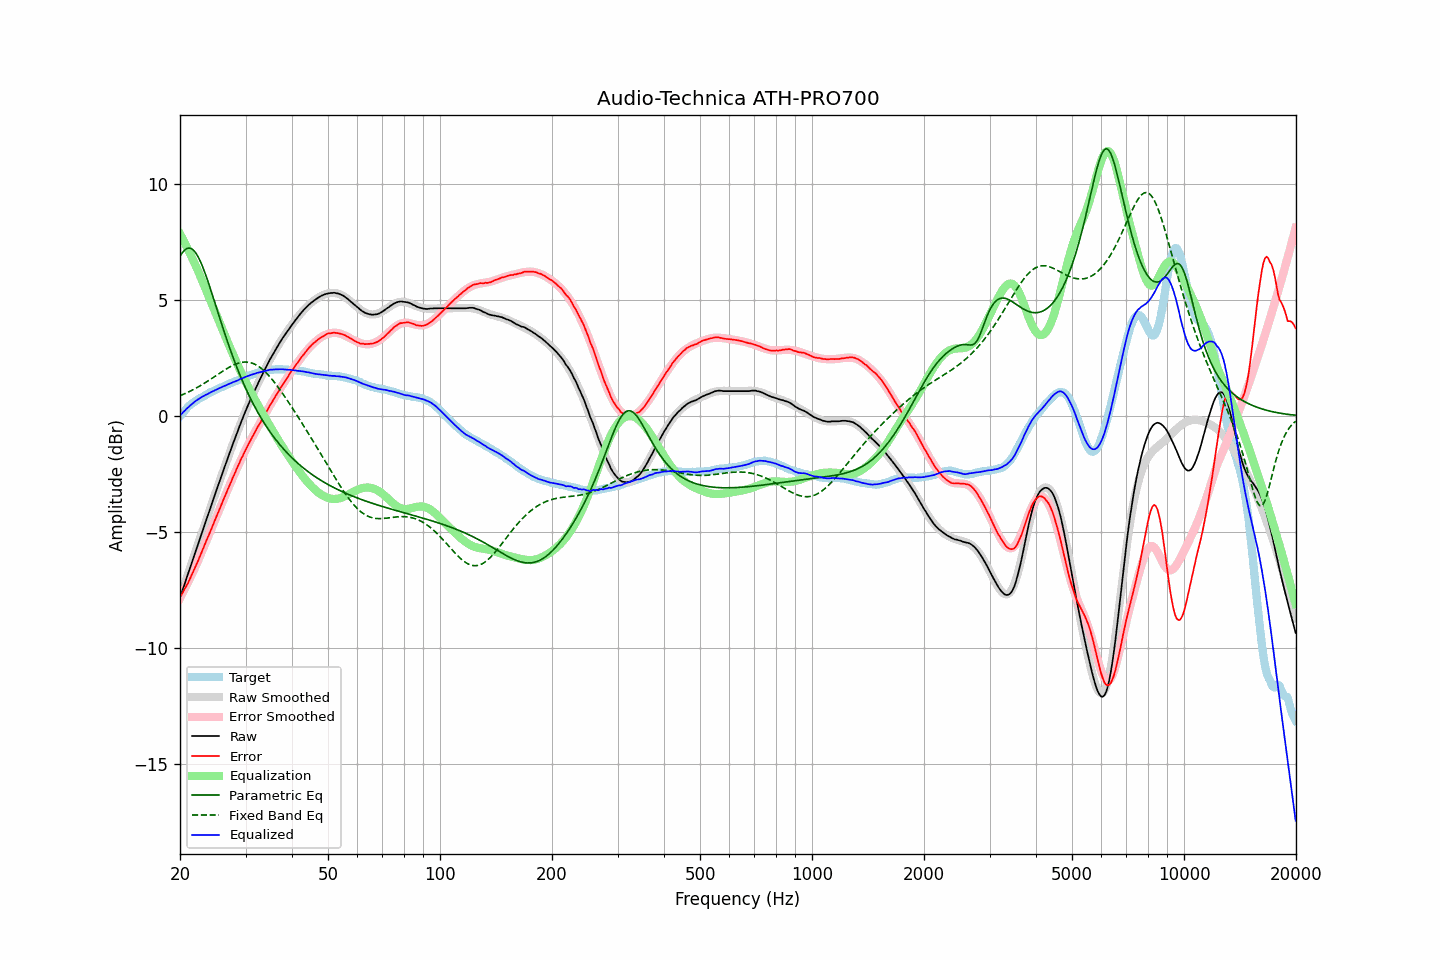 Audio-Technica ATH-PRO700
Amplitude (dBr)
10
5
0
−5
−10
−15
Target
Raw Smoothed
Error Smoothed
Raw
Error
Equalization
Parametric Eq
Fixed Band Eq
Equalized
20 50 100 200 500 1000 2000 5000 10000 20000
Frequency (Hz)